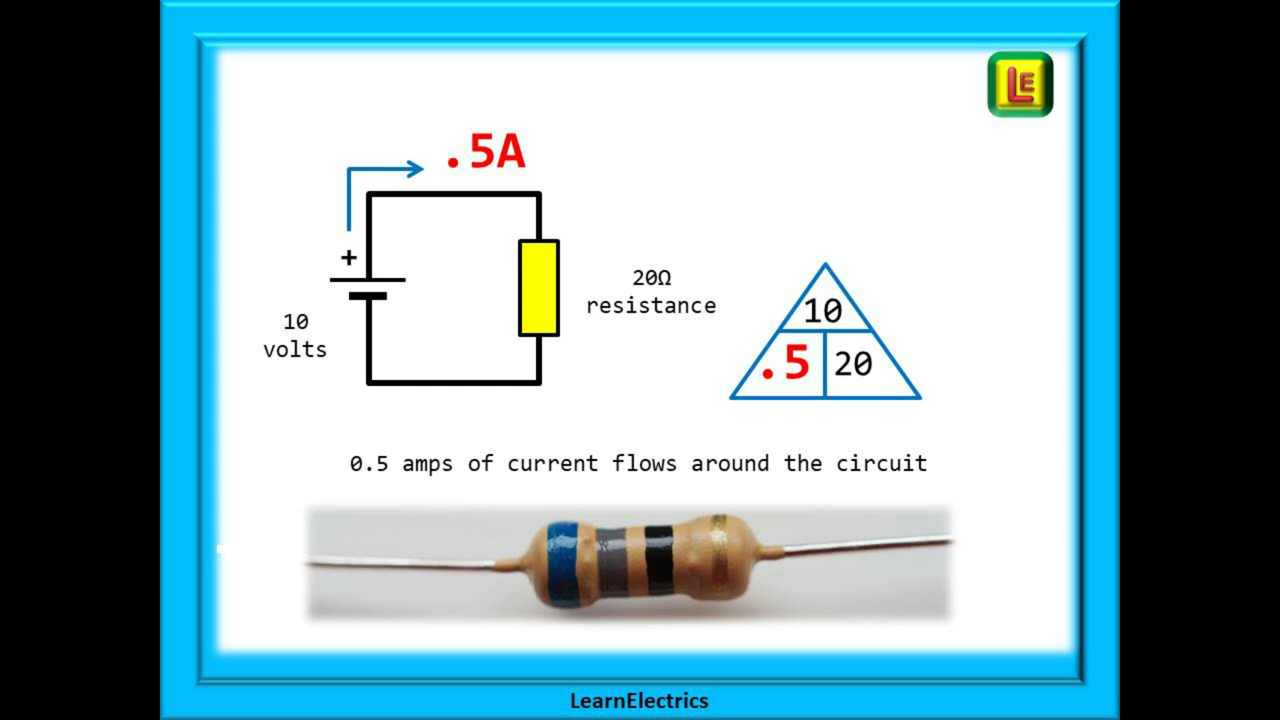 LE
.5A
+
10
volts
20Ω
resistance
10
.5
20
0.5 amps of current flows around the circuit
LearnElectrics